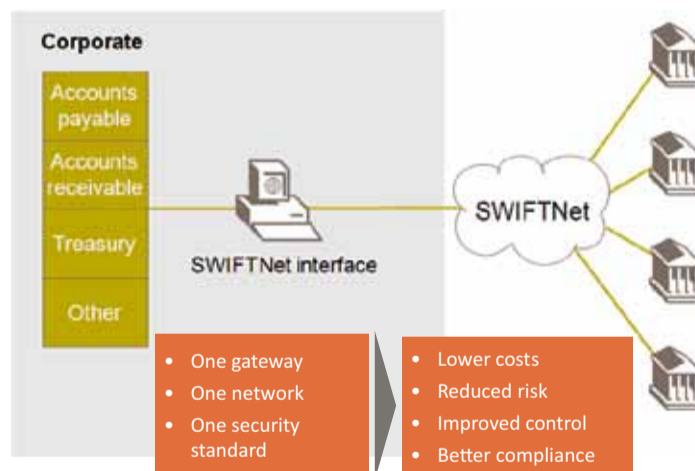 Corporate
Accounts
payable
Accounts
receivable
Treasury
Other
SWIFTNet interface
SWIFTNet
• One gateway
• One network
• One security
standard
• Lower costs
• Reduced risk
• Improved control
• Better compliance